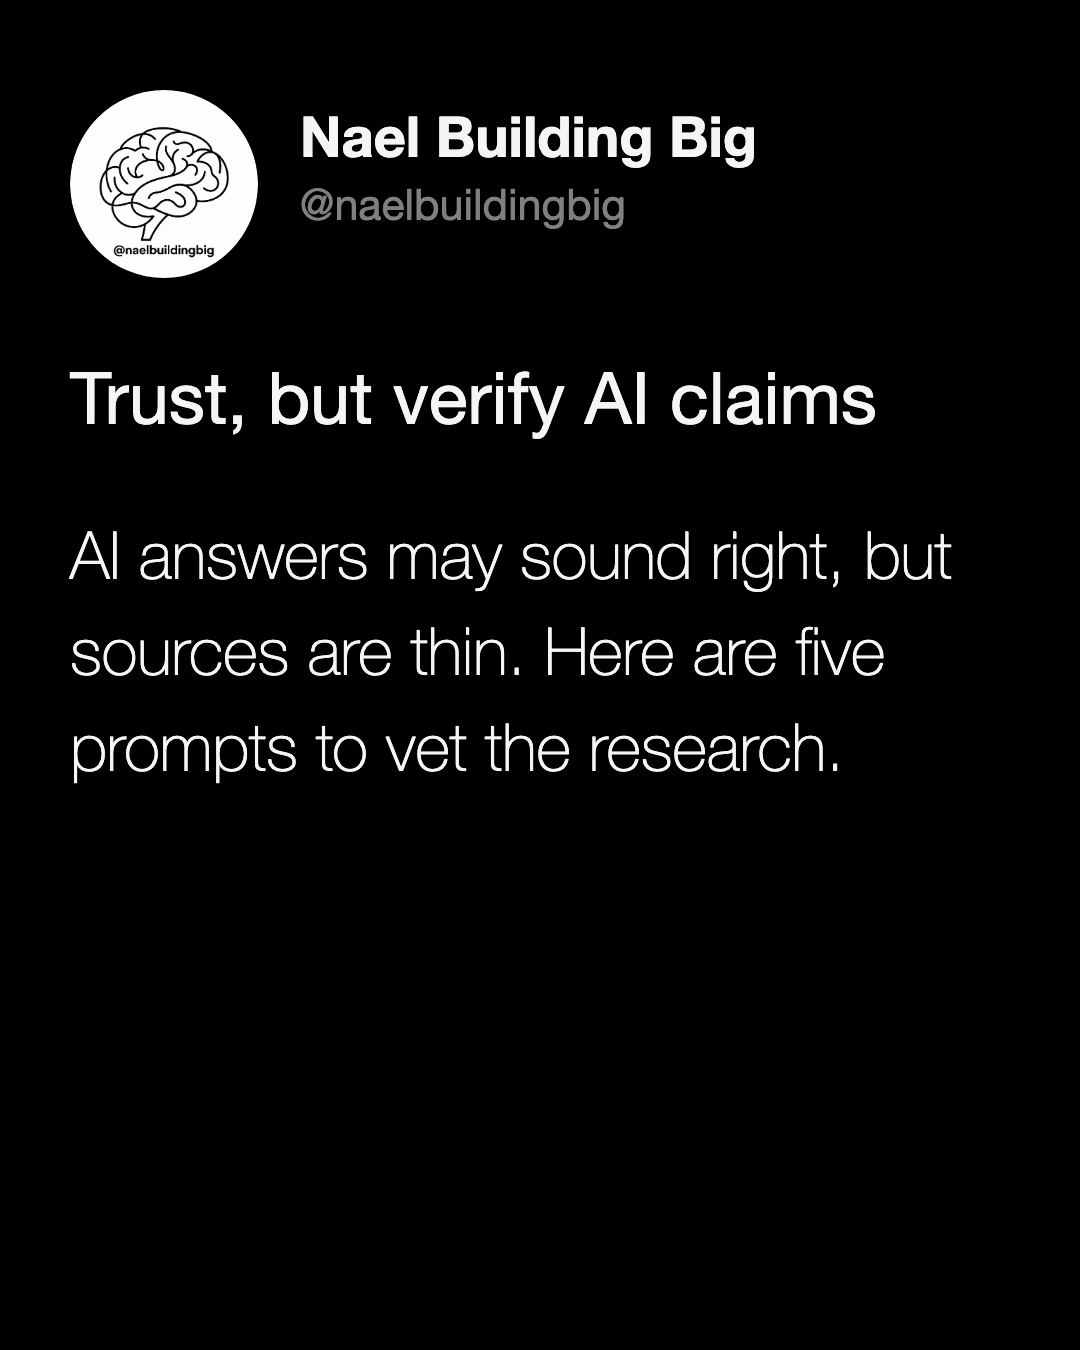 Nael Building Big
@naelbuildingbig
@naelbuildingbig
Trust, but verify AI claims
AI answers may sound right, but
sources are thin. Here are five
prompts to vet the research.